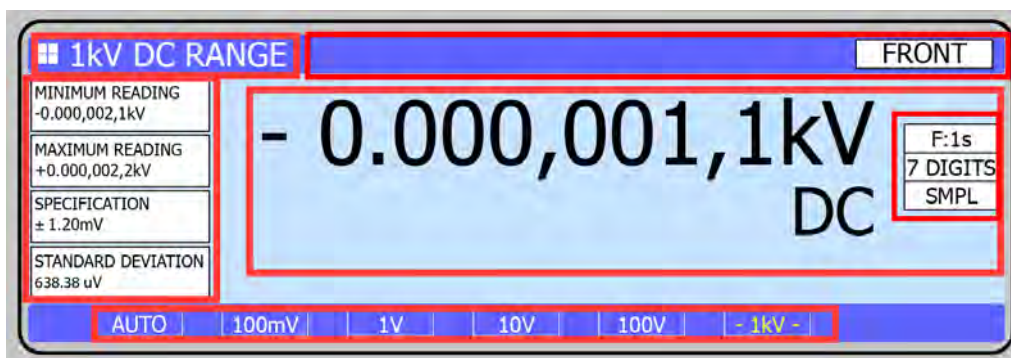 1kV DC RANGE
FRONT
MINIMUM READING
-0.000,002,1kV
MAXIMUM READING
+0.000,002,2kV
SPECIFICATION
± 1.20mV
STANDARD DEVIATION
638.38 uV
- 0.000,001,1kV
DC
F:1s
7 DIGITS
SMPL
AUTO 100mV 1V 10V 100V - 1kV -